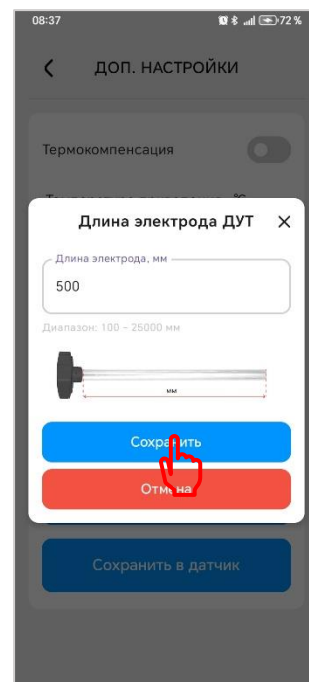 08:37
72 %
ДОП. НАСТРОЙКИ
Термокомпенсация
Длина электрода ДУТ
Длина электрода, мм
500
Диапазон: 100 - 25000 мм
мм
Сохранить
Отмена
Сохранить в датчик